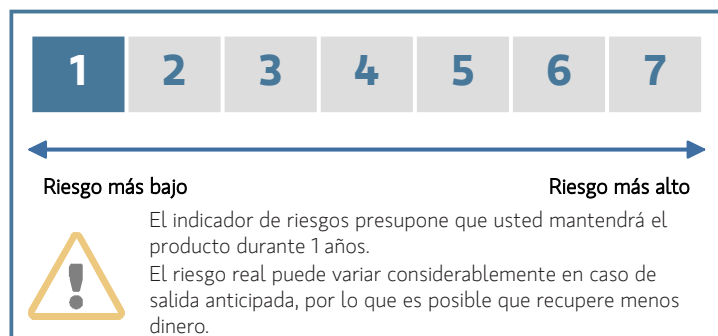 1 2 3 4 5 6 7
Riesgo más bajo Riesgo más alto
El indicador de riesgos presupone que usted mantendrá el
producto durante 1 años.
El riesgo real puede variar considerablemente en caso de
salida anticipada, por lo que es posible que recupere menos
dinero.